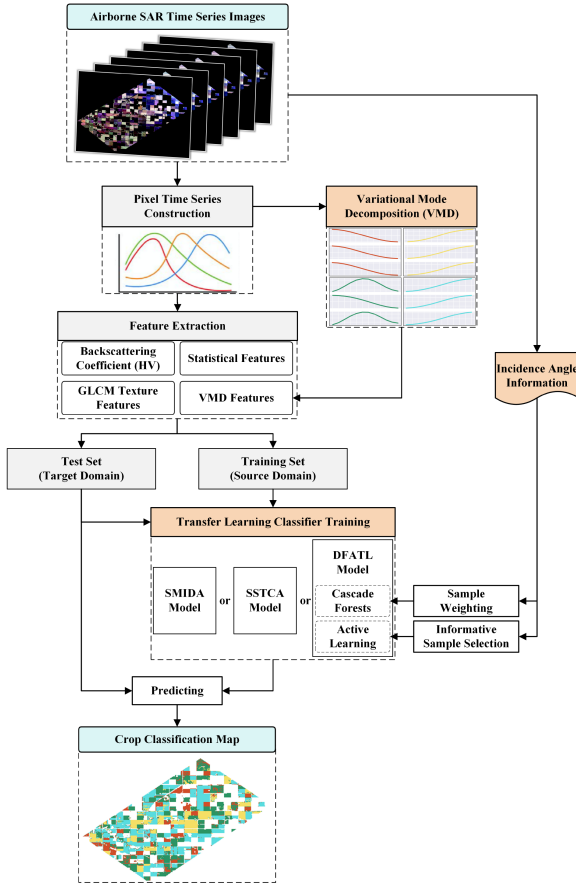 Airborne SAR Time Series Images
Pixel Time Series
Construction
Variational Mode
Decomposition (VMD)
Feature Extraction
Backscattering
Coefficient (HV)
Statistical Features
GLCM Texture
Features
VMD Features
Incidence Angle
Information
Test Set
(Target Domain)
Training Set
(Source Domain)
Transfer Learning Classifier Training
SMIDA
Model
or
SSTCA
Model
or
DFATL
Model
Cascade
Forests
Active
Learning
Sample
Weighting
Informative
Sample Selection
Predicting
Crop Classification Map